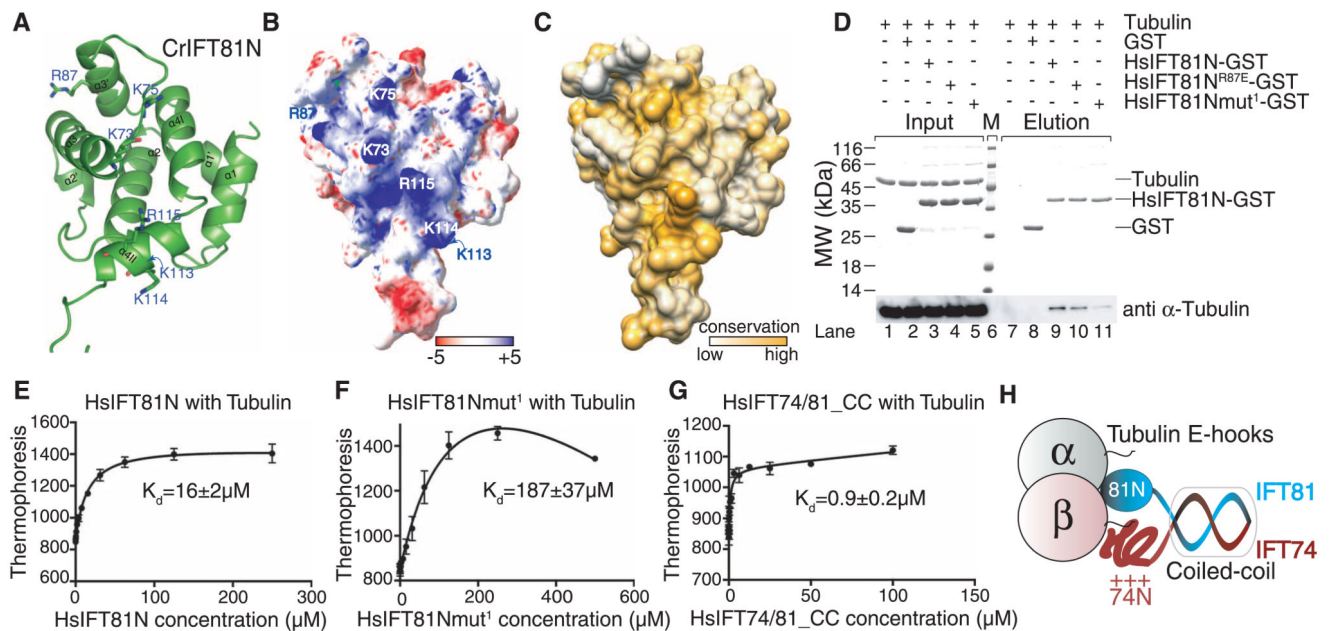 A
CrIFT81N
R87
α3'
K75
K73
α3
α4I
α2
α2'
α1'
α1
R115
α4II
K113
K114
B
R87
K75
K73
R115
K114
K113
-5 +5
C
conservation
low high
D
+ - - - - + - - - - Tubulin
GST
HsIFT81N-GST
HsIFT81N^R87E-GST
HsIFT81Nmut¹-GST
Input M Elution
MW (kDa)
116
66
45
35
25
18
14
Tubulin
HsIFT81N-GST
GST
anti α-Tubulin
Lane 1 2 3 4 5 6 7 8 9 10 11
E
HsIFT81N with Tubulin
Thermophoresis
1600
1400
1200
1000
800
600
K_d=16±2µM
0 100 200 300
HsIFT81N concentration (µM)
F
HsIFT81Nmut¹ with Tubulin
Thermophoresis
1400
1200
1000
800
K_d=187±37µM
0 200 400 600
HsIFT81Nmut¹ concentration (µM)
G
HsIFT74/81_CC with Tubulin
Thermophoresis
1200
1100
1000
900
800
700
K_d=0.9±0.2µM
0 50 100
HsIFT74/81_CC concentration (µM)
H
Tubulin E-hooks
α
81N
IFT81
β
IFT74
Coiled-coil
+++
74N